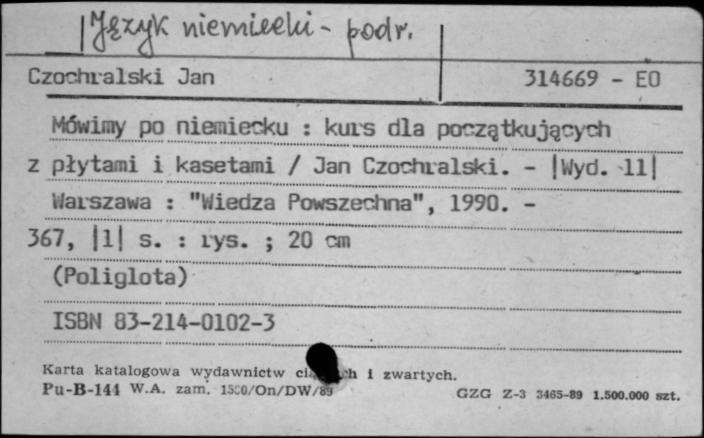 Język niemiecki - podr.
Czochralski Jan 314669 - EO
Mówimy po niemiecku : kurs dla początkujących
z płytami i kasetami / Jan Czochralski. - |Wyd. 11|
Warszawa : "Wiedza Powszechna", 1990. -
367, |1| s. : rys. ; 20 cm
(Poliglota)
ISBN 83-214-0102-3
Karta katalogowa wydawnictw i zwartych.
Pu-B-144 W.A. zam. 1500/On/DW/89 GZG Z-3 3465-89 1.500.000 szt.